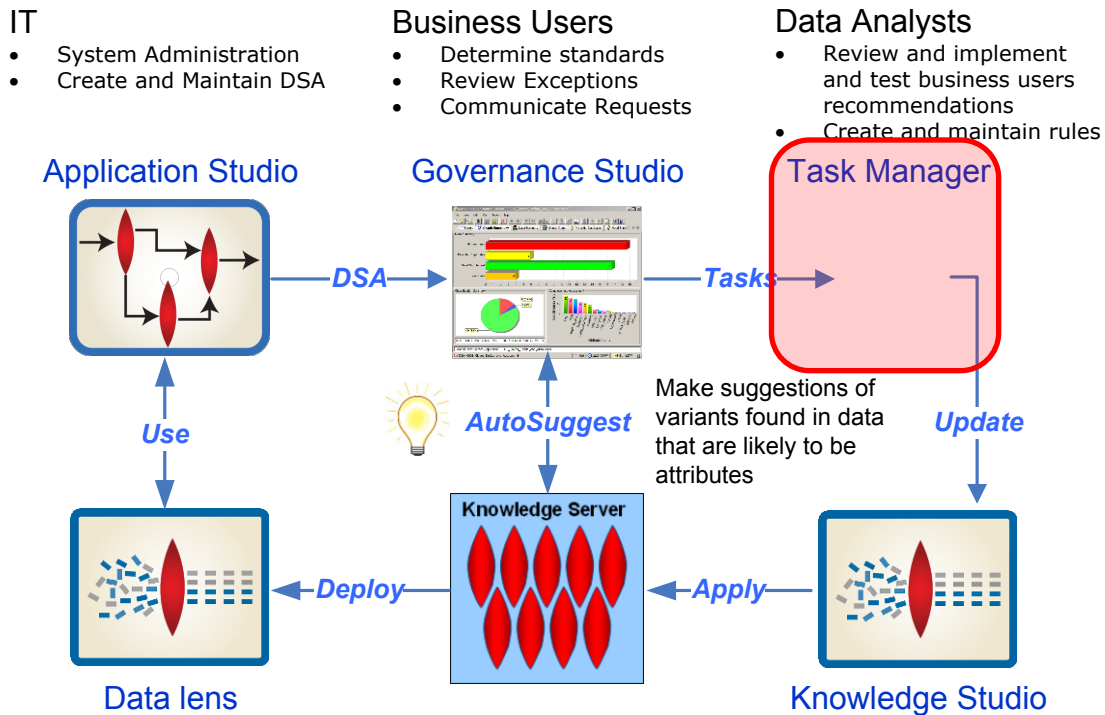 IT
• System Administration
• Create and Maintain DSA
Business Users
• Determine standards
• Review Exceptions
• Communicate Requests
Data Analysts
• Review and implement
and test business users
recommendations
• Create and maintain rules
Application Studio
Governance Studio
Task Manager
DSA
Tasks
Use
AutoSuggest
Make suggestions of
variants found in data
that are likely to be
attributes
Update
Knowledge Server
Deploy
Apply
Data lens
Knowledge Studio